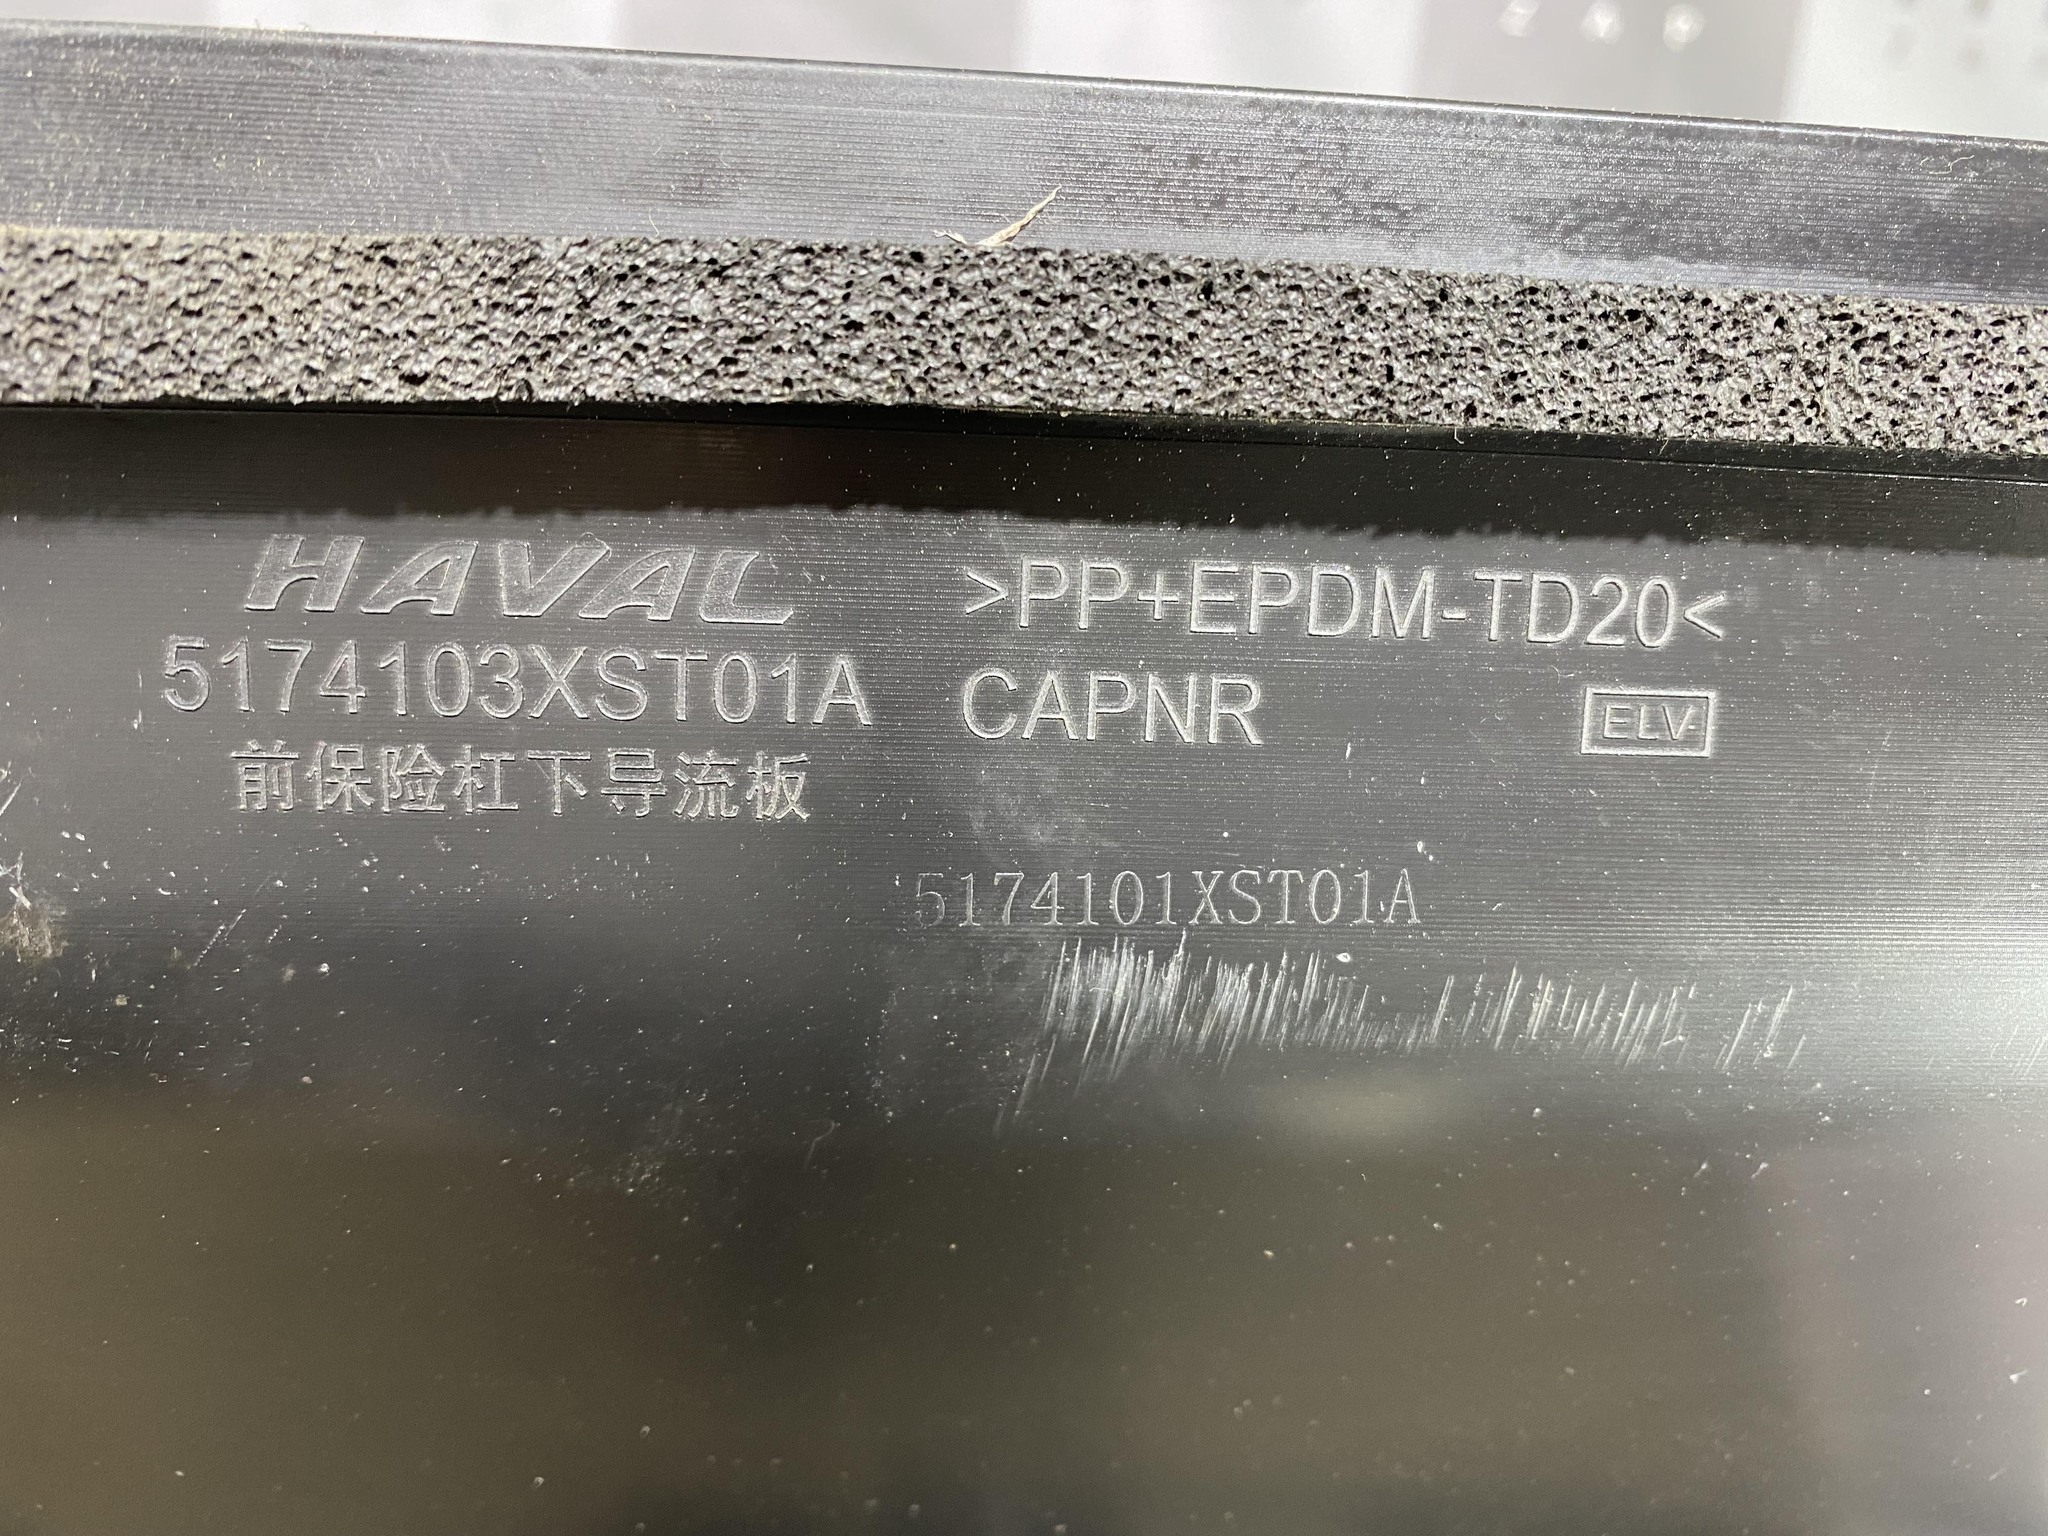 HAVAL
5174103XST01A
前保险杠下导流板
>PP+EPDM-TD20<
CAPNR
ELV
5174101XST01A